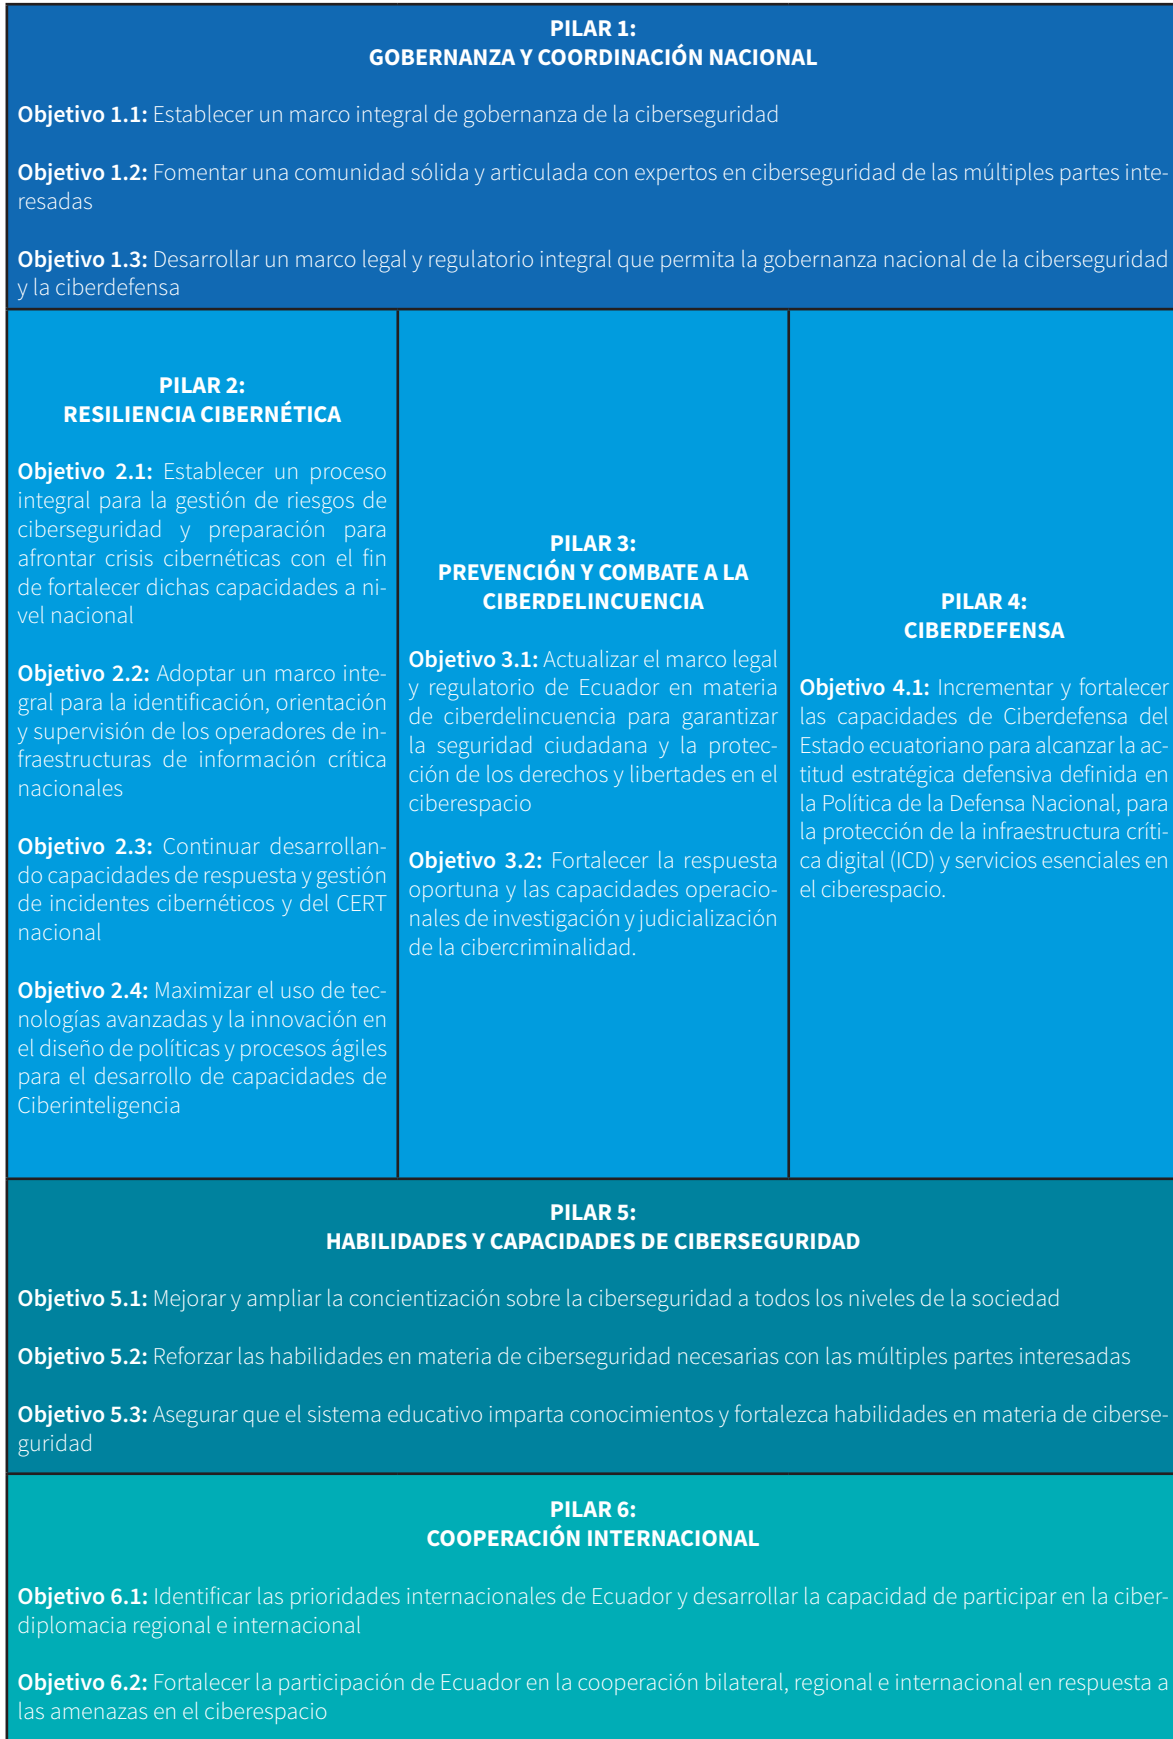 PILAR 1:
GOBERNANZA Y COORDINACIÓN NACIONAL
Objetivo 1.1: Establecer un marco integral de gobernanza de la ciberseguridad
Objetivo 1.2: Fomentar una comunidad sólida y articulada con expertos en ciberseguridad de las múltiples partes inte-
resadas
Objetivo 1.3: Desarrollar un marco legal y regulatorio integral que permita la gobernanza nacional de la ciberseguridad
y la ciberdefensa
PILAR 2:
RESILIENCIA CIBERNÉTICA
Objetivo 2.1: Establecer un proceso
integral para la gestión de riesgos de
ciberseguridad y preparación para
afrontar crisis cibernéticas con el fin
de fortalecer dichas capacidades a ni-
vel nacional
Objetivo 2.2: Adoptar un marco inte-
gral para la identificación, orientación
y supervisión de los operadores de in-
fraestructuras de información crítica
nacionales
Objetivo 2.3: Continuar desarrollan-
do capacidades de respuesta y gestión
de incidentes cibernéticos y del CERT
nacional
Objetivo 2.4: Maximizar el uso de tec-
nologías avanzadas y la innovación en
el diseño de políticas y procesos ágiles
para el desarrollo de capacidades de
Ciberinteligencia
PILAR 3:
PREVENCIÓN Y COMBATE A LA
CIBERDELINCUENCIA
Objetivo 3.1: Actualizar el marco legal
y regulatorio de Ecuador en materia
de ciberdelincuencia para garantizar
la seguridad ciudadana y la protec-
ción de los derechos y libertades en el
ciberespacio
Objetivo 3.2: Fortalecer la respuesta
oportuna y las capacidades operacio-
nales de investigación y judicialización
de la cibercriminalidad.
PILAR 4:
CIBERDEFENSA
Objetivo 4.1: Incrementar y fortalecer
las capacidades de Ciberdefensa del
Estado ecuatoriano para alcanzar la ac-
titud estratégica defensiva definida en
la Política de la Defensa Nacional, para
la protección de la infraestructura críti-
ca digital (ICD) y servicios esenciales en
el ciberespacio.
PILAR 5:
HABILIDADES Y CAPACIDADES DE CIBERSEGURIDAD
Objetivo 5.1: Mejorar y ampliar la concientización sobre la ciberseguridad a todos los niveles de la sociedad
Objetivo 5.2: Reforzar las habilidades en materia de ciberseguridad necesarias con las múltiples partes interesadas
Objetivo 5.3: Asegurar que el sistema educativo imparta conocimientos y fortalezca habilidades en materia de ciberse-
guridad
PILAR 6:
COOPERACIÓN INTERNACIONAL
Objetivo 6.1: Identificar las prioridades internacionales de Ecuador y desarrollar la capacidad de participar en la ciber-
diplomacia regional e internacional
Objetivo 6.2: Fortalecer la participación de Ecuador en la cooperación bilateral, regional e internacional en respuesta a
las amenazas en el ciberespacio